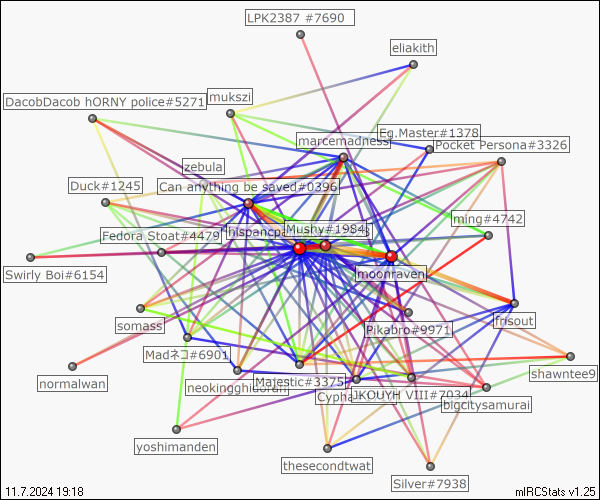 LPK2387 #7690
eliakith
mukszi
DacobDacob hORNY police#5271
Eg.Master#1378
marcemadness
Pocket Persona#3326
zebula
Duck#1245
Can anything be saved#0396
ming#4742
Mushy#1984
Fedora Stoat#4479
moonraven
Swirly Boi#6154
somass
frisout
Pikabro#9971
Madネコ#6901
shawntee9
normalwan
Majestic#3375
neokingghidorah
JKOUYH VIII#7034
bigcitysamurai
yoshimanden
thesecondtwat
Silver#7938
11.7.2024 19:18
mIRCStats v1.25